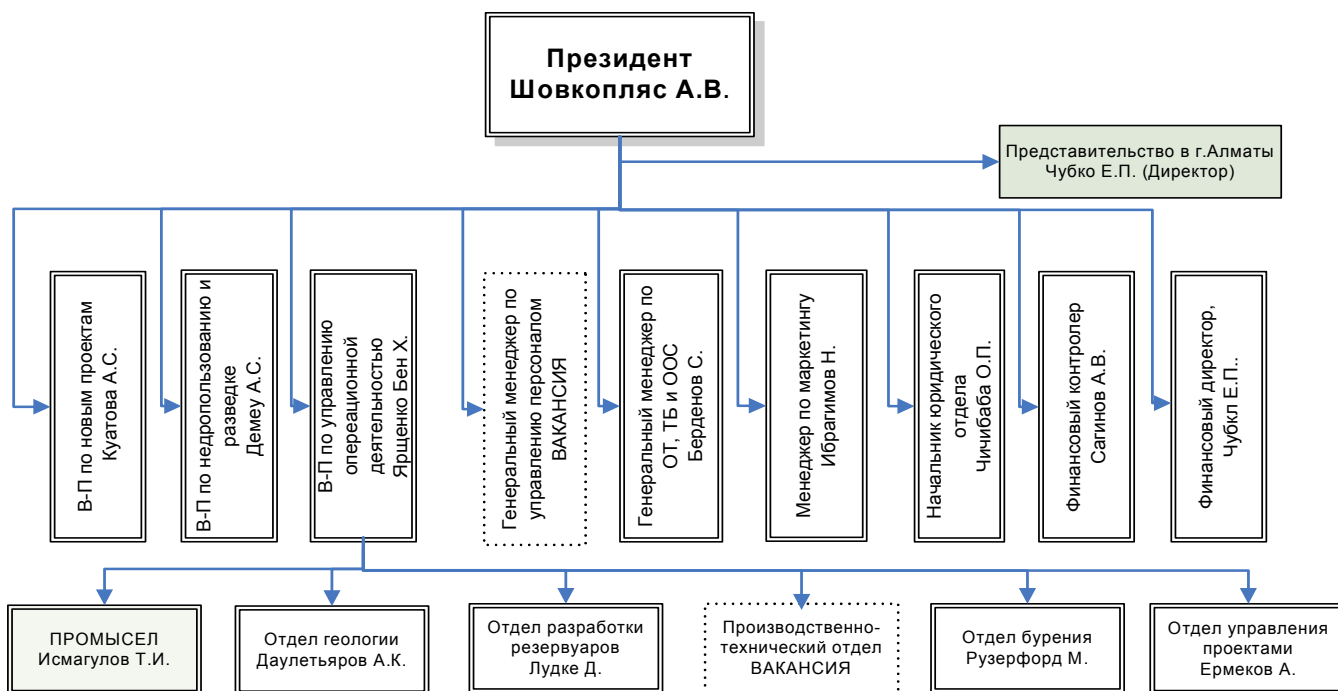 Президент
Шовкопляс А.В.
Представительство в г.Алматы
Чубко Е.П. (Директор)
В-П по новым проектам
Куатова А.С.
В-П по недропользованию и
разведке
Демеу А.С.
В-П по управлению
опереационной
деятельностью
Ярщенко Бен Х.
Генеральный менеджер по
управлению персоналом
ВАКАНСИЯ
Генеральный менеджер по
ОТ, ТБ и ООС
Берденов С.
Менеджер по маркетингу
Ибрагимов Н.
Начальник юридического
отдела
Чичибаба О.П.
Финансовый контролер
Сагинов А.В.
Финансовый директор,
Чубкл Е.П..
ПРОМЫСЕЛ
Исмагулов Т.И.
Отдел геологии
Даулетьяров А.К.
Отдел разработки
резервуаров
Лудке Д.
Производственно-
технический отдел
ВАКАНСИЯ
Отдел бурения
Рузерфорд М.
Отдел управления
проектами
Ермеков А.